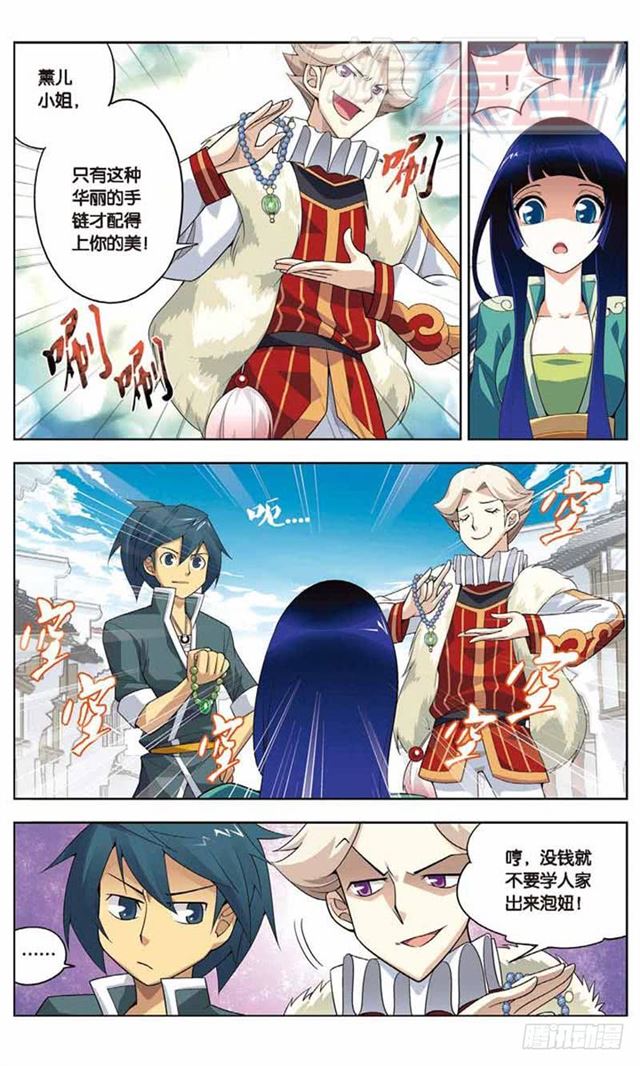 薰儿
小姐，
只有这种
华丽的手
链才配得
上你的美！
唰
唰
唰
！
呃....
空
空
空
空
空
空
空
......
哼，没钱就
不要学人家
出来泡妞！
腾讯动漫